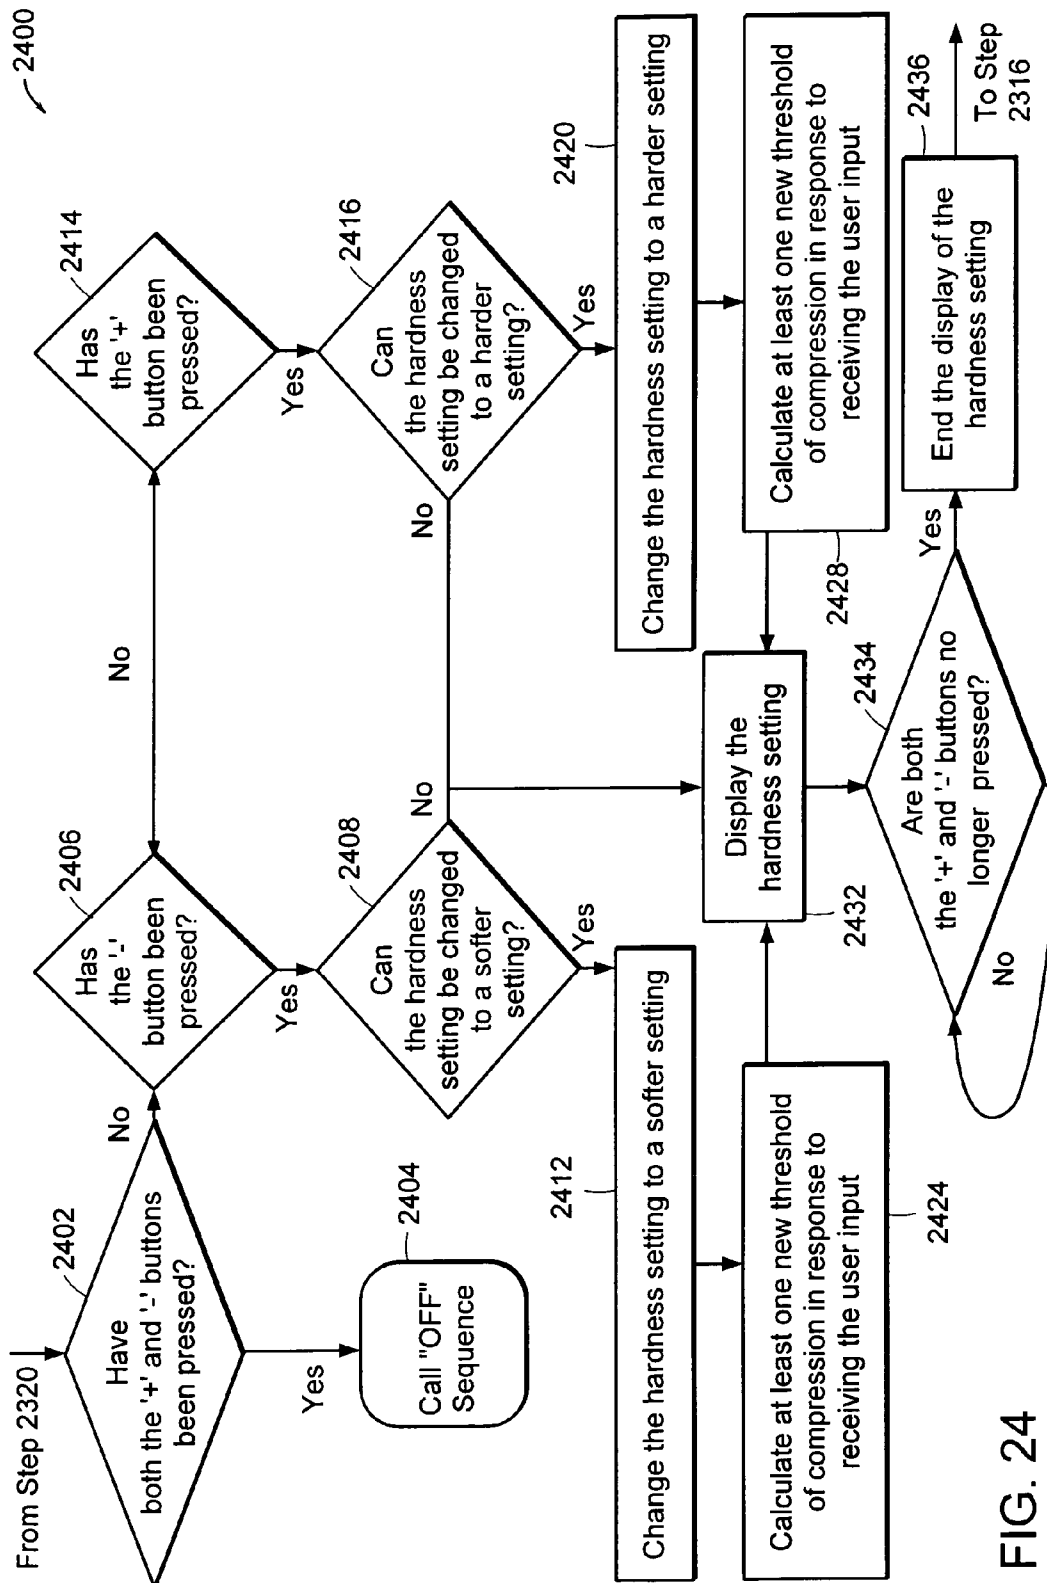 2400
From Step 2320
2402
Have
both the '+' and '-' buttons
been pressed?
No
Yes
2404
Call "OFF"
Sequence
2406
Has
the '-'
button been
pressed?
No
Yes
2414
Has
the '+'
button been
pressed?
Yes
2408
Can
the hardness
setting be changed
to a softer
setting?
No
Yes
2416
Can
the hardness
setting be changed
to a harder
setting?
No
Yes
2412
Change the hardness setting to a softer setting
2420
Change the hardness setting to a harder setting
Calculate at least one new threshold
of compression in response to
receiving the user input
2424
Calculate at least one new threshold
of compression in response to
receiving the user input
2428
Display the
hardness setting
2432
2434
Are both
the '+' and '-' buttons no
longer pressed?
No
Yes
2436
End the display of the
hardness setting
To Step
2316
FIG. 24